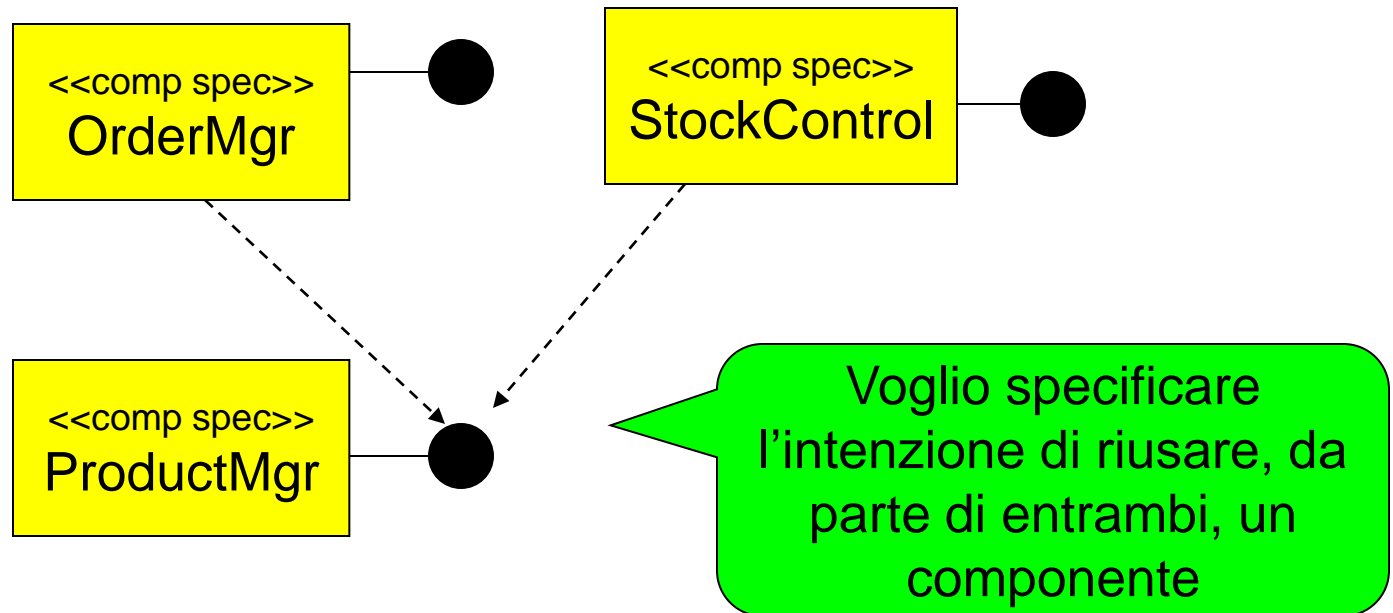 <<comp spec>>
OrderMgr
<<comp spec>>
StockControl
<<comp spec>>
ProductMgr
Voglio specificare
l’intenzione di riusare, da
parte di entrambi, un
componente